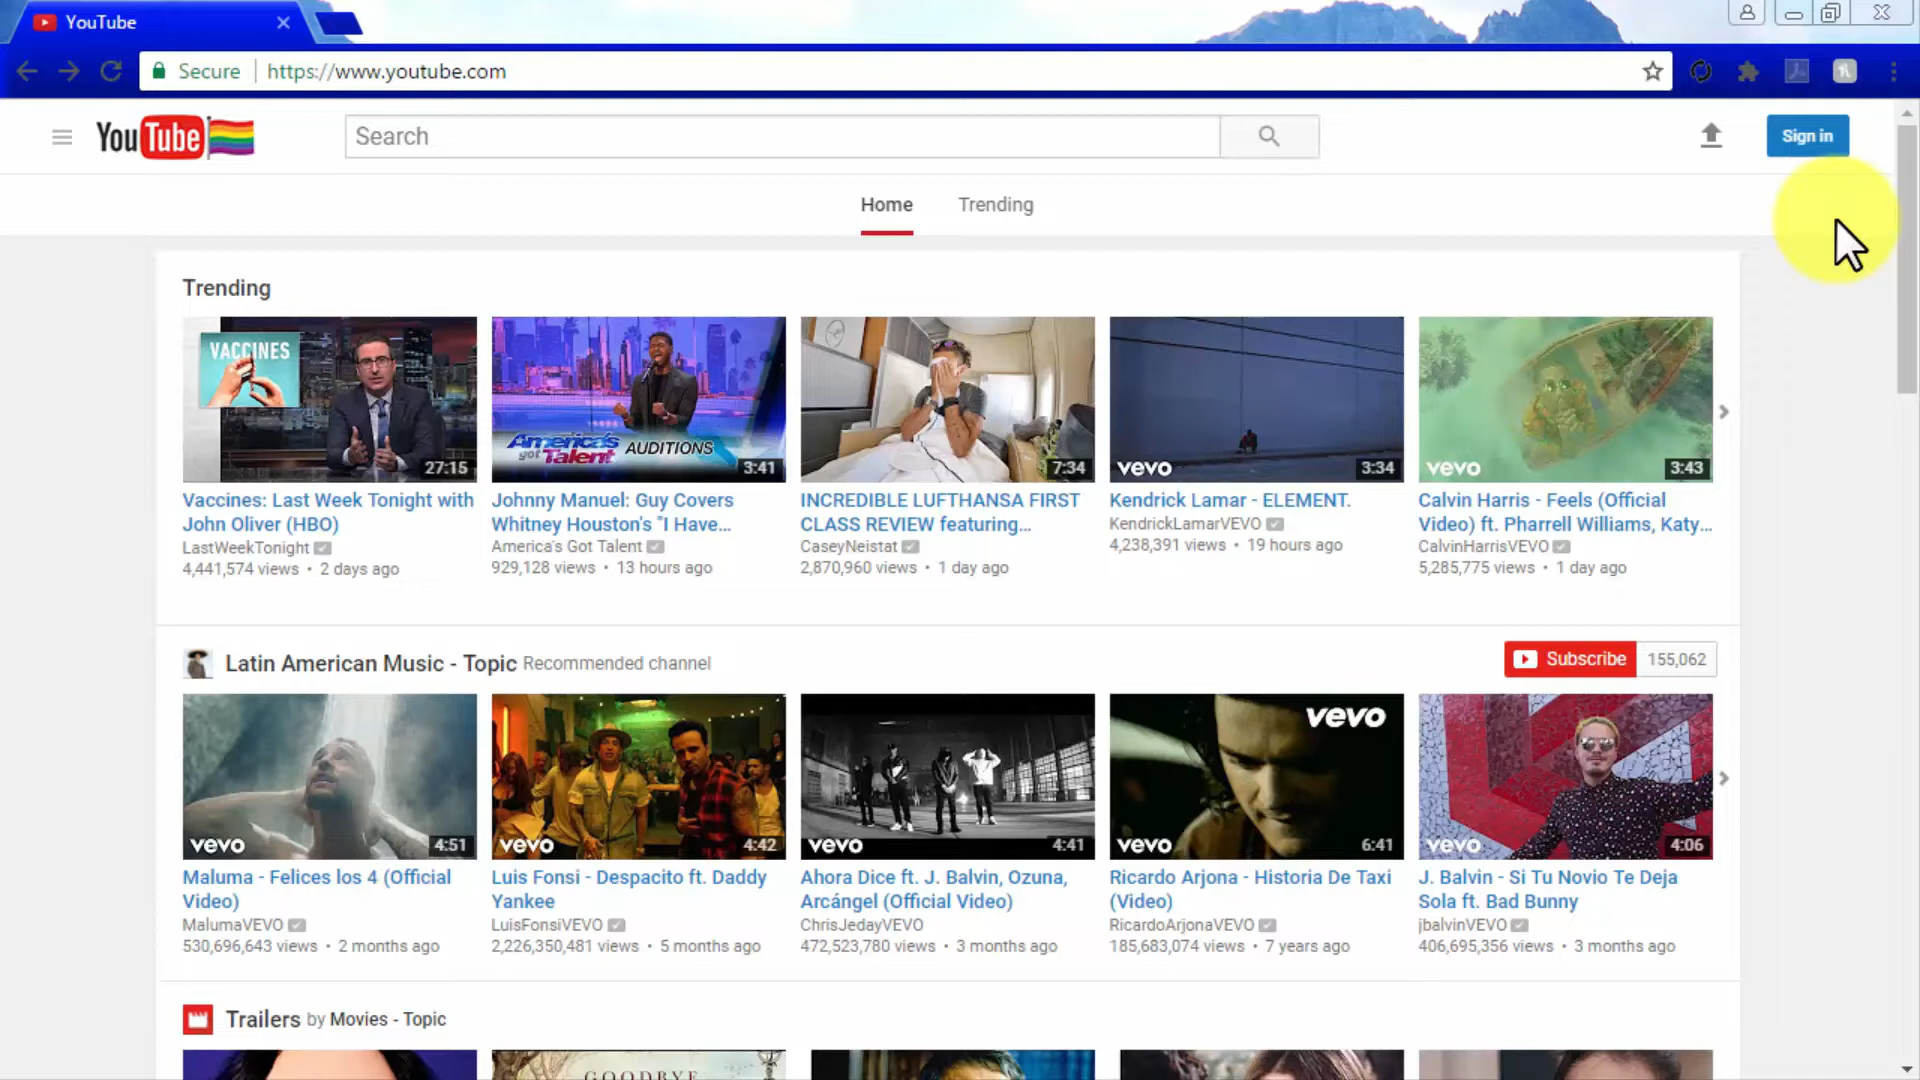 YouTube
Secure
https://www.youtube.com
YouTube
Search
Sign in
Home
Trending
Trending
VACCINES
27:15
America's got Talent AUDITIONS
3:41
7:34
vevo
3:34
vevo
3:43
Vaccines: Last Week Tonight with
John Oliver (HBO)
LastWeekTonight
4,441,574 views • 2 days ago
Johnny Manuel: Guy Covers
Whitney Houston's "I Have...
America's Got Talent
929,128 views • 13 hours ago
INCREDIBLE LUFTHANSA FIRST
CLASS REVIEW featuring...
CaseyNeistat
2,870,960 views • 1 day ago
Kendrick Lamar - ELEMENT.
KendrickLamarVEVO
4,238,391 views • 19 hours ago
Calvin Harris - Feels (Official
Video) ft. Pharrell Williams, Katy...
CalvinHarrisVEVO
5,285,775 views • 1 day ago
Latin American Music - Topic Recommended channel
Subscribe 155,062
vevo
4:51
vevo
4:42
vevo
4:41
vevo
vevo
6:41
vevo
4:06
Maluma - Felices los 4 (Official
Video)
MalumaVEVO
530,696,643 views • 2 months ago
Luis Fonsi - Despacito ft. Daddy
Yankee
LuisFonsiVEVO
2,226,350,481 views • 5 months ago
Ahora Dice ft. J. Balvin, Ozuna,
Arcángel (Official Video)
ChrisJedayVEVO
472,523,780 views • 3 months ago
Ricardo Arjona - Historia De Taxi
(Video)
RicardoArjonaVEVO
185,683,074 views • 7 years ago
J. Balvin - Si Tu Novio Te Deja
Sola ft. Bad Bunny
jbalvinVEVO
406,695,356 views • 3 months ago
Trailers by Movies - Topic
GOODBYE